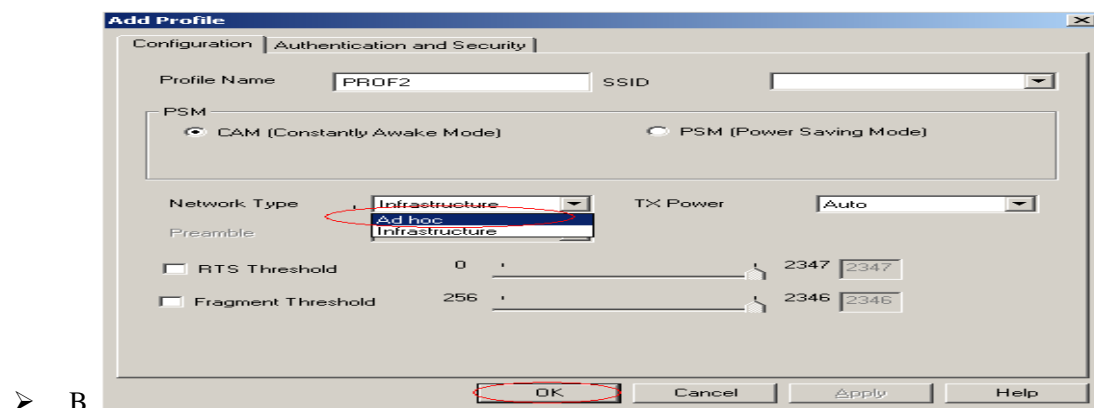 Add Profile
Configuration Authentication and Security
Profile Name PROF2 SSID
PSM
CAM (Constantly Awake Mode) PSM (Power Saving Mode)
Network Type Infrastructure TX Power Auto
Ad hoc
Preamble Infrastructure
RTS Threshold 0 2347 2347
Fragment Threshold 256 2346 2346
➢ B OK Cancel Apply Help